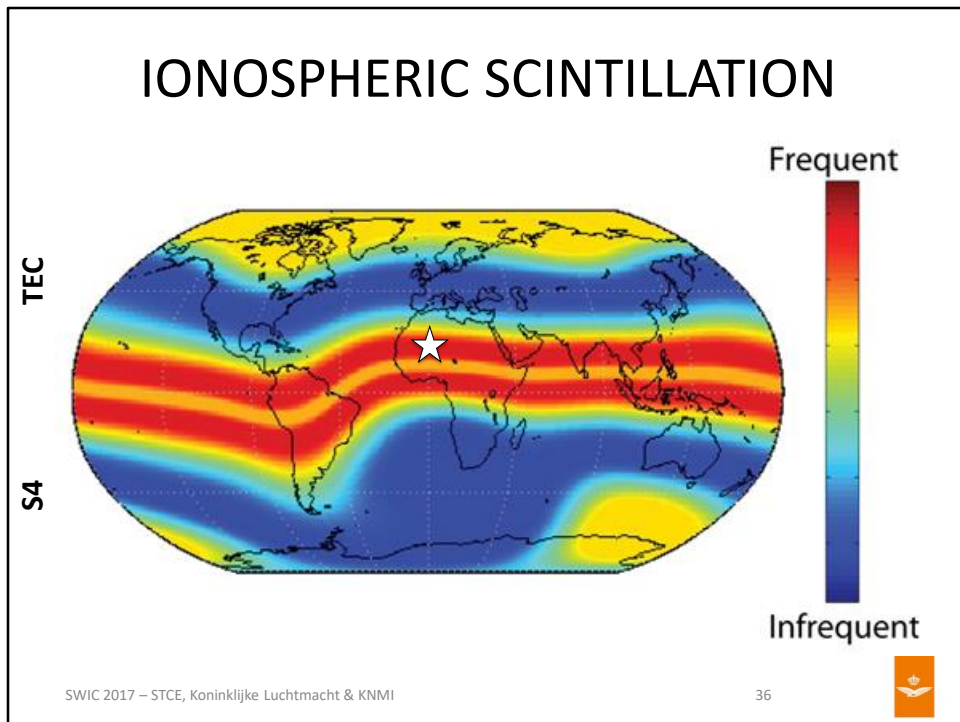 IONOSPHERIC SCINTILLATION
Frequent
TEC
S4
Infrequent
SWIC 2017 – STCE, Koninklijke Luchtmacht & KNMI
36